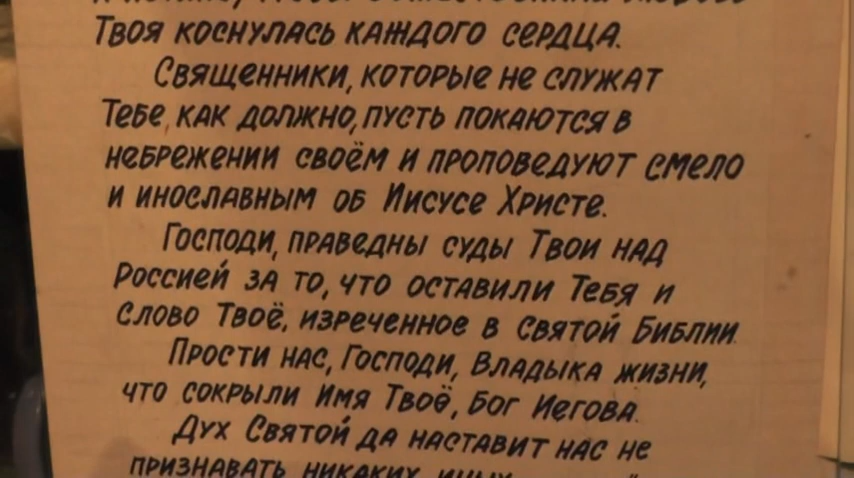 Твоя коснулась каждого сердца.
Священники, которые не служат
Тебе, как должно, пусть покаются в
небрежении своём и проповедуют смело
и инославным об Иисусе Христе.
Господи, праведны суды Твои над
Россией за то, что оставили Тебя и
Слово Твоё, изреченное в Святой Библии.
Прости нас, Господи, Владыка жизни,
что сокрыли Имя Твоё, Бог Иегова.
Дух Святой да наставит нас не
признавать никаких иных